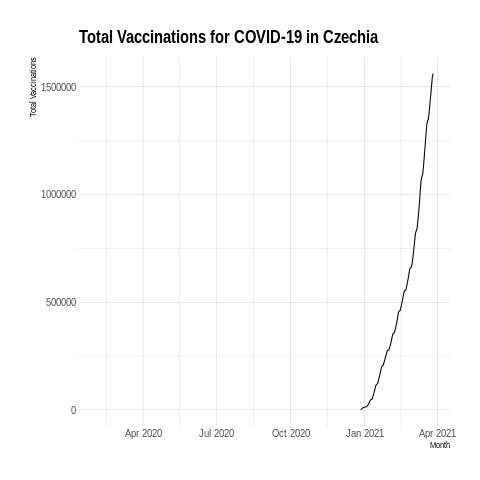 Total Vaccinations for COVID-19 in Czechia
Total Vaccinations
1500000
1000000
500000
0
Apr 2020 Jul 2020 Oct 2020 Jan 2021 Apr 2021
Month